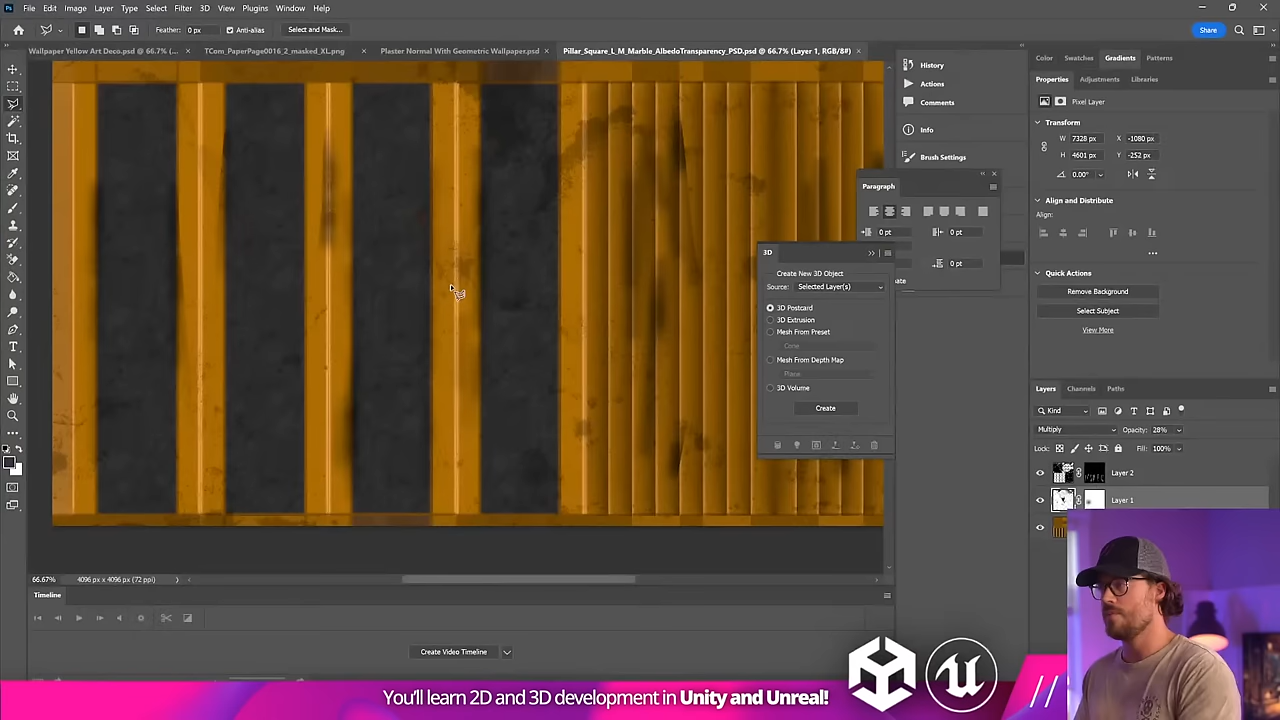 Ps File Edit Image Layer Type Select Filter 3D View Plugins Window Help
Feather: 0 px Anti-alias Select and Mask... Share
Wallpaper Yellow Art Deco.psd @ 66.7% (... × TCom_PaperPage0016_2_masked_XL.png × Plaster Normal With Geometric Wallpaper.psd × Pillar_Square_L_M_Marble_AlbedoTransparency_PSD.psd @ 66.7% (Layer 1, RGB/8#) ×
History
Actions
Comments
Info
Brush Settings
Paragraph
0 pt 0 pt
0 pt
ate
3D
Create New 3D Object
Source: Selected Layer(s)
3D Postcard
3D Extrusion
Mesh From Preset
Cone
Mesh From Depth Map
Plane
3D Volume
Create
Color Swatches Gradients Patterns
Properties Adjustments Libraries
Pixel Layer
Transform
W 7328 px X -1080 px
H 4601 px Y -252 px
0.00°
Align and Distribute
Align:
Quick Actions
Remove Background
Select Subject
View More
Layers Channels Paths
Kind
Multiply Opacity: 28%
Lock: Fill: 100%
Layer 2
Layer 1
66.67% 4096 px x 4096 px (72 ppi)
Timeline
Create Video Timeline
You'll learn 2D and 3D development in Unity and Unreal!